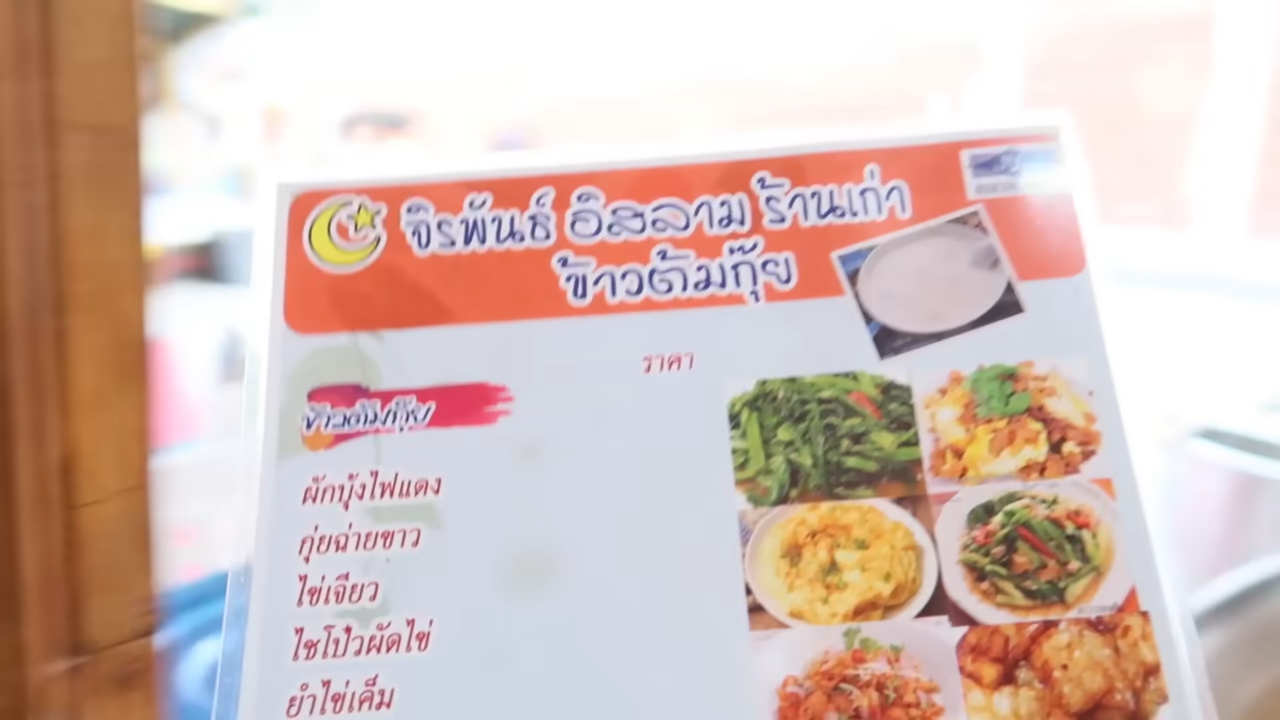 จิรพันธ์ อิสลาม ร้านเก่า
ข้าวต้มกุ๊ย
ราคา
ข้าวต้มกุ๊ย
ผักบุ้งไฟแดง
กุ่ยฉ่ายขาว
ไข่เจียว
ไชโป๊วผัดไข่
ยำไข่เค็ม